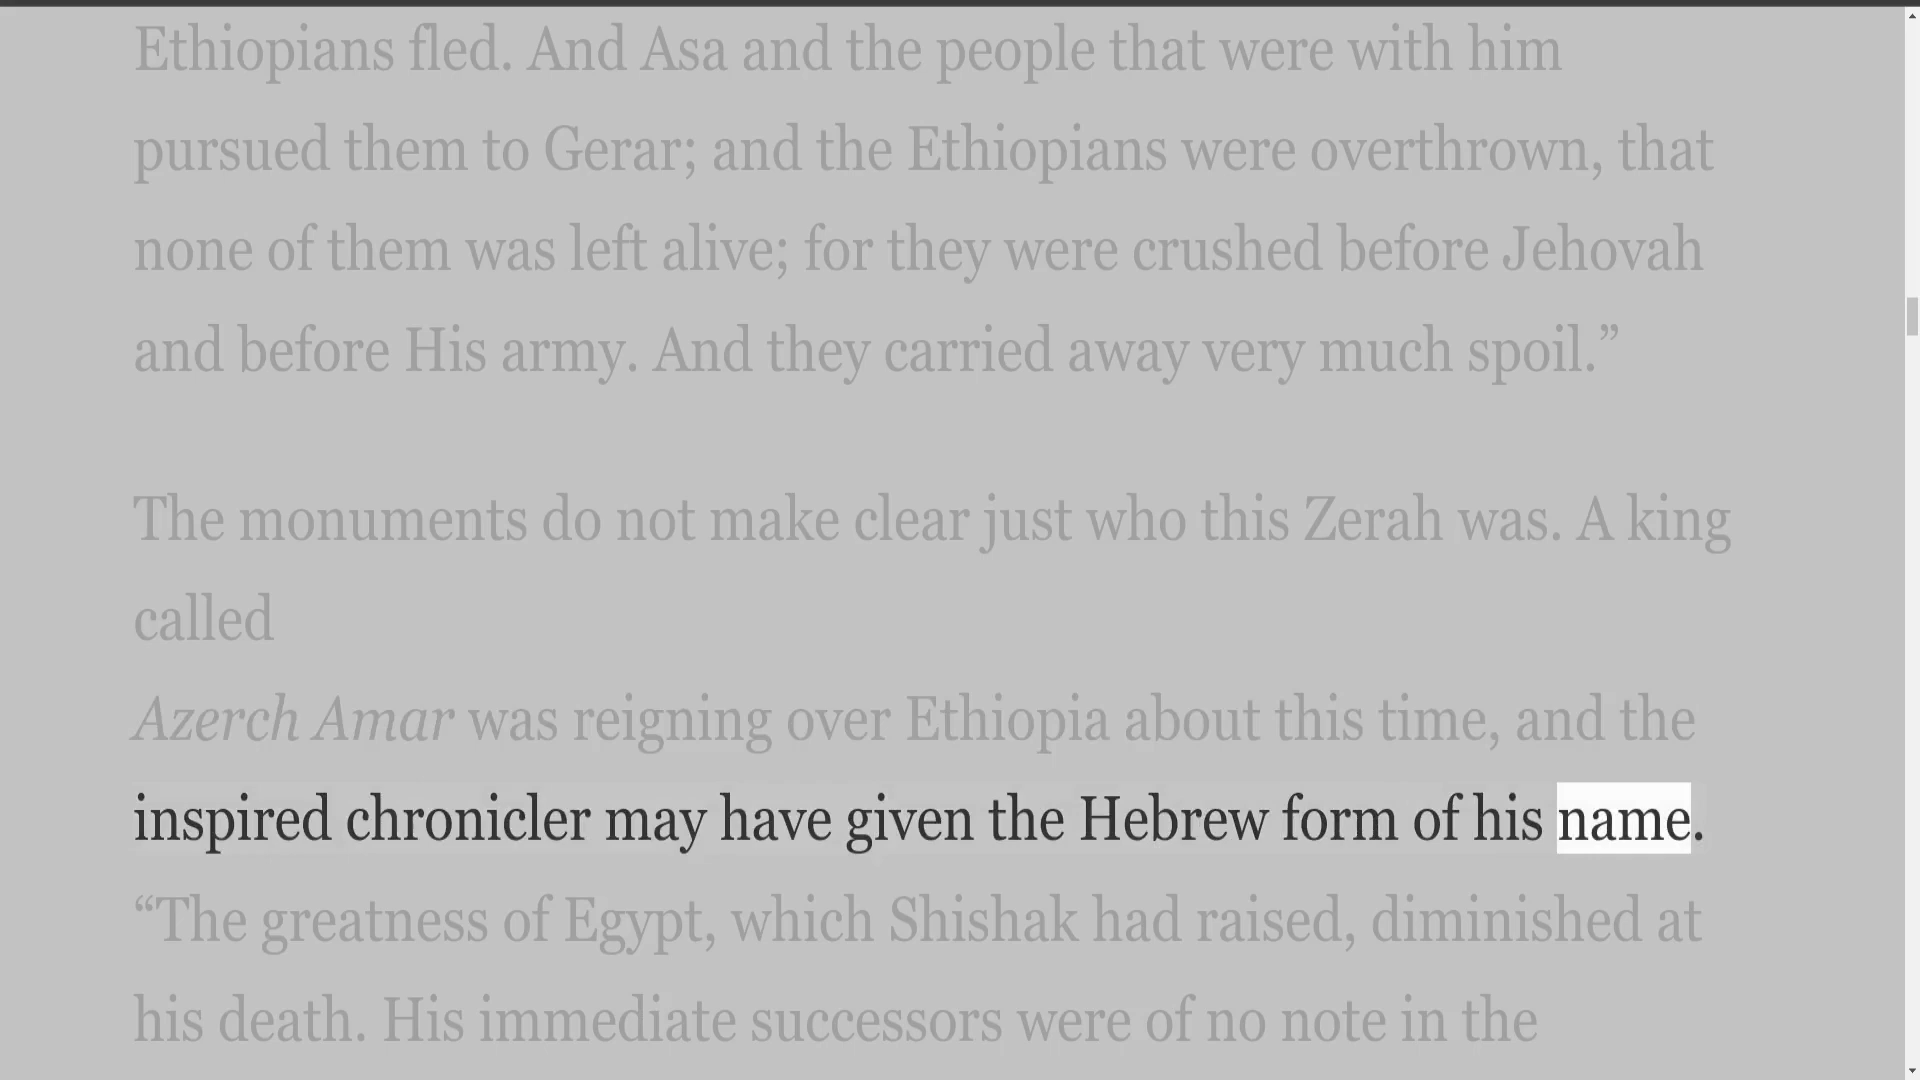 Ethiopians fled. And Asa and the people that were with him
pursued them to Gerar; and the Ethiopians were overthrown, that
none of them was left alive; for they were crushed before Jehovah
and before His army. And they carried away very much spoil.”
The monuments do not make clear just who this Zerah was. A king
called
Azerch Amar was reigning over Ethiopia about this time, and the
inspired chronicler may have given the Hebrew form of his name.
“The greatness of Egypt, which Shishak had raised, diminished at
his death. His immediate successors were of no note in the